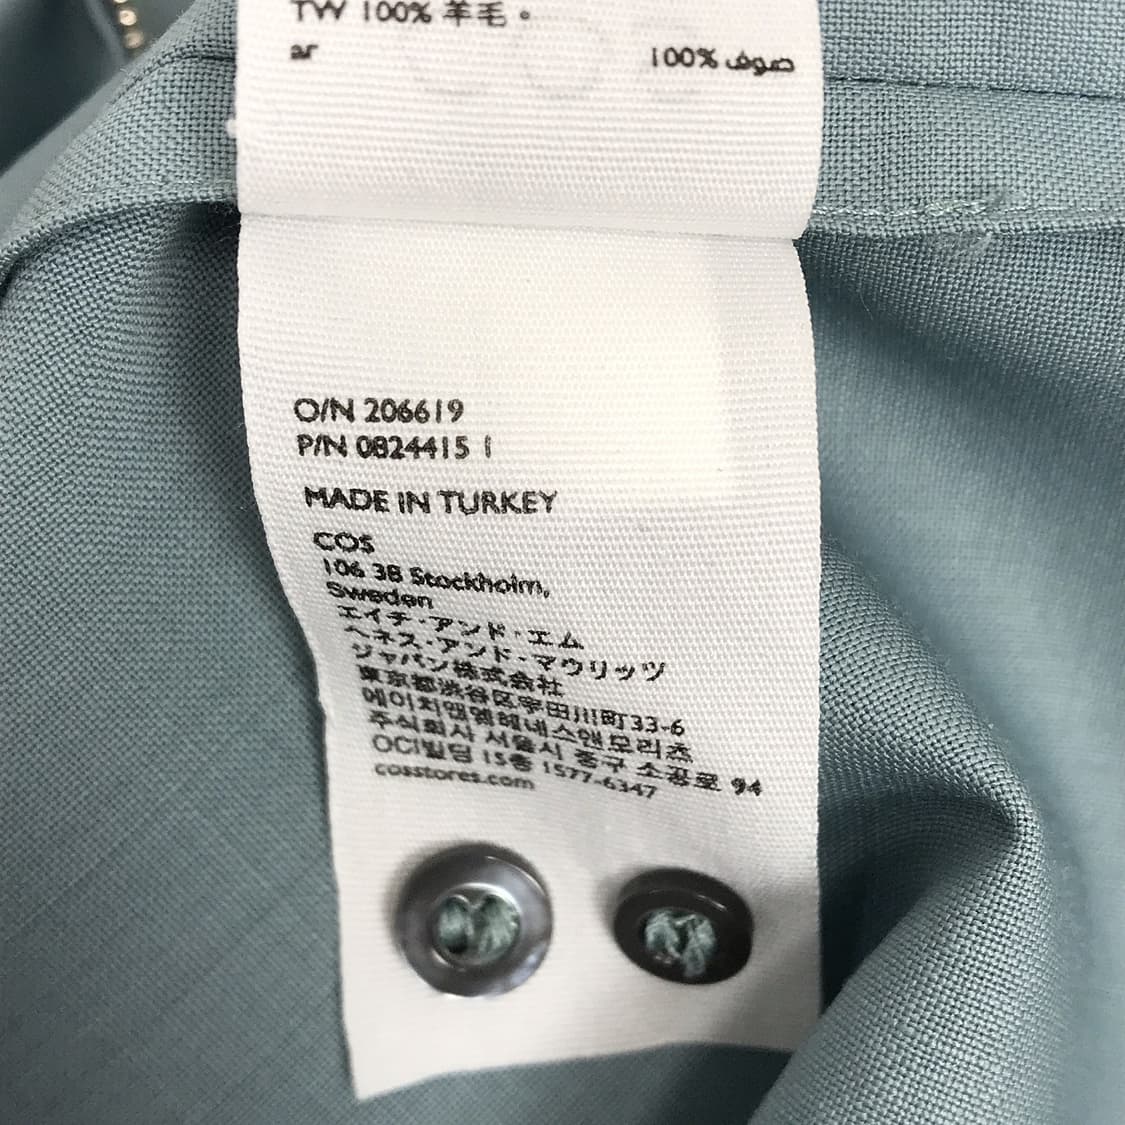 TW 100% 羊毛。
ar 100% صوف
O/N 206619
P/N 0824415 1
MADE IN TURKEY
COS
106 38 Stockholm,
Sweden
エイチ・アンド・エム
ヘネス・アンド・マウリッツ
ジャパン株式会社
東京都渋谷区宇田川町33-6
에이치앤엠헤네스앤모리츠
주식회사 서울시 중구 소공로 94
OCI빌딩 15층 1577-6347
cosstores.com